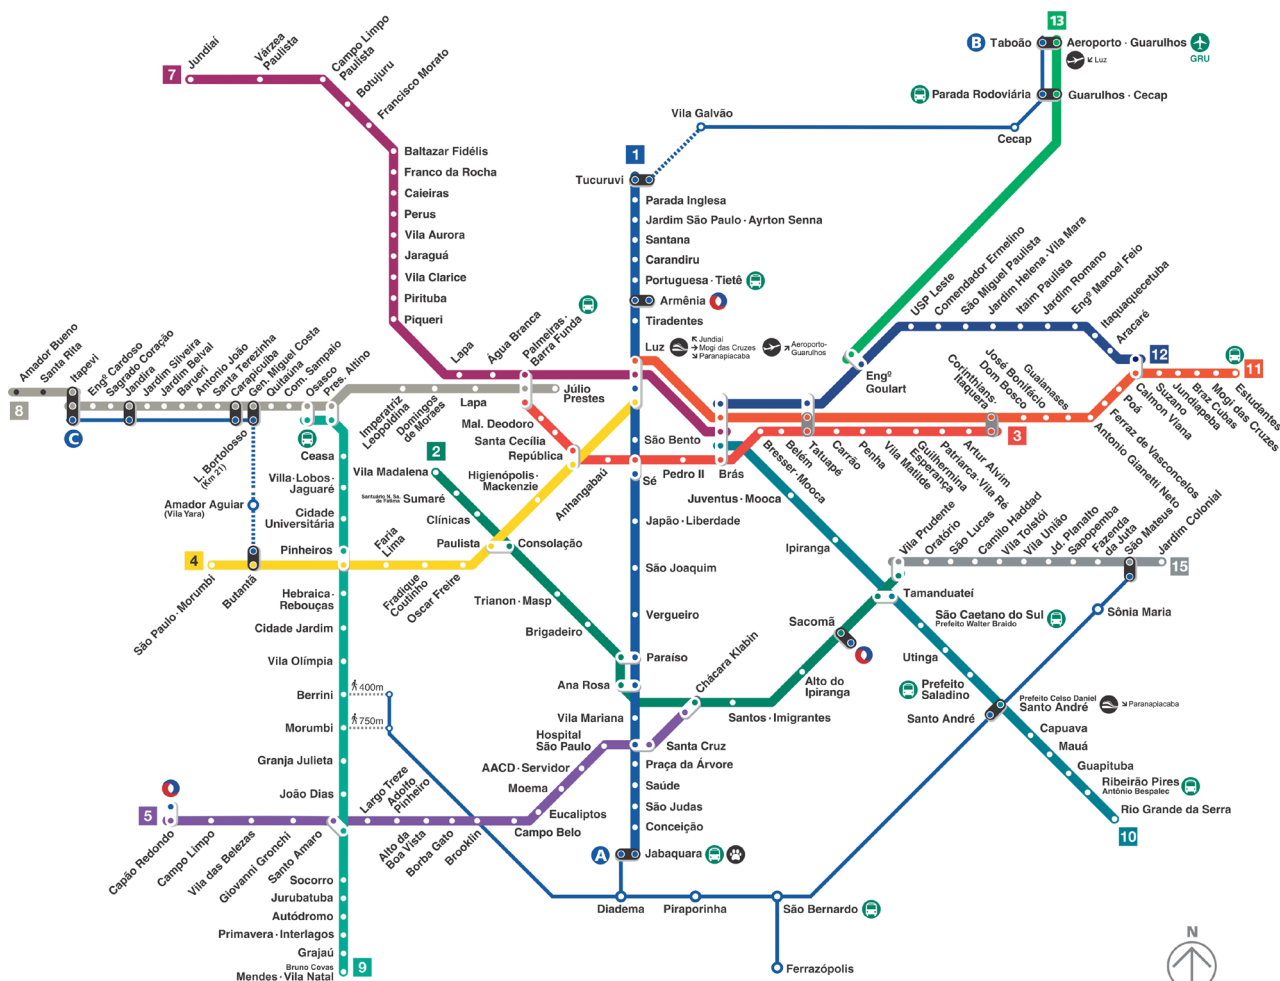 13
B
Taboão
Aeroporto · Guarulhos
GRU
Luz
Parada Rodoviária
Guarulhos · Cecap
Vila Galvão
Cecap
7
Jundiaí
Várzea
Paulista
Campo Limpo
Paulista
Botujuru
Francisco Morato
Baltazar Fidélis
Franco da Rocha
Caieiras
Perus
Vila Aurora
Jaraguá
Vila Clarice
Pirituba
Piqueri
Lapa
Água Branca
Palmeiras ·
Barra Funda
1
Tucuruvi
Parada Inglesa
Jardim São Paulo · Ayrton Senna
Santana
Carandiru
Portuguesa · Tietê
Armênia
Tiradentes
Luz
Jundiaí
Mogi das Cruzes
Paranapiacaba
Aeroporto-
Guarulhos
São Bento
Sé
Japão · Liberdade
São Joaquim
Vergueiro
Paraíso
Ana Rosa
Vila Mariana
Santa Cruz
Praça da Árvore
Saúde
São Judas
Conceição
A
Jabaquara
8
Amador Bueno
Santa Rita
Itapevi
Engº Cardoso
Sagrado Coração
Jandira
Jardim Silveira
Jardim Belval
Barueri
Antonio João
Santa Terezinha
Carapicuíba
Gen. Miguel Costa
Quitaúna
Com. Sampaio
Osasco
Pres. Altino
Imperatriz
Leopoldina
Domingos
de Moraes
Lapa
Júlio
Prestes
C
L. Bortolosso
(Km 21)
Amador Aguiar
(Vila Yara)
Mal. Deodoro
Santa Cecília
República
Anhangabaú
Pedro II
Brás
Bresser · Mooca
Belém
Tatuapé
Carrão
Penha
Vila Matilde
Guilhermina
Esperança
Patriarca · Vila Ré
Artur Alvim
Corinthians ·
Itaquera
3
Dom Bosco
José Bonifácio
Guaianases
Antonio Gianetti Neto
Ferraz de Vasconcelos
Poá
Calmon Viana
Suzano
Jundiapeba
Braz Cubas
Mogi das Cruzes
Estudantes
11
12
Engº
Goulart
USP Leste
Comendador Ermelino
São Miguel Paulista
Jardim Helena · Vila Mara
Itaim Paulista
Jardim Romano
Engº Manoel Feio
Itaquaquecetuba
Aracaré
2
Vila Madalena
Santuário N. Sa.
de Fátima
Sumaré
Clínicas
Consolação
Trianon · Masp
Brigadeiro
Chácara Klabin
Santos · Imigrantes
Alto do
Ipiranga
Sacomã
Tamanduateí
Vila Prudente
Oratório
São Lucas
Camilo Haddad
Vila Tolstói
Vila União
Jd. Planalto
Sapopemba
Fazenda
da Juta
São Mateus
Jardim Colonial
15
4
São Paulo · Morumbi
Butantã
Pinheiros
Faria
Lima
Fradique
Coutinho
Oscar Freire
Paulista
Higienópolis ·
Mackenzie
Ceasa
Villa-Lobos ·
Jaguaré
Cidade
Universitária
Hebraica ·
Rebouças
Cidade Jardim
Vila Olímpia
Berrini
400m
Morumbi
750m
Granja Julieta
João Dias
Socorro
Jurubatuba
Autódromo
Primavera · Interlagos
Grajaú
Bruno Covas
Mendes · Vila Natal
9
5
Capão Redondo
Campo Limpo
Vila das Belezas
Giovanni Gronchi
Santo Amaro
Largo Treze
Adolfo
Pinheiro
Alto da
Boa Vista
Borba Gato
Brooklin
Campo Belo
Eucaliptos
Moema
AACD · Servidor
Hospital
São Paulo
Juventus · Mooca
Ipiranga
São Caetano do Sul
Prefeito Walter Braido
Utinga
Prefeito
Saladino
Prefeito Celso Daniel
Santo André
Paranapiacaba
Santo André
Capuava
Mauá
Guapituba
Ribeirão Pires
Antônio Bespalec
Rio Grande da Serra
10
Sônia Maria
Diadema
Piraporinha
São Bernardo
Ferrazópolis
N